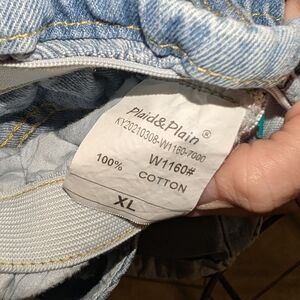 Plaid&Plain®
KY20210308-W1160-7000
W1160#
100% COTTON
XL